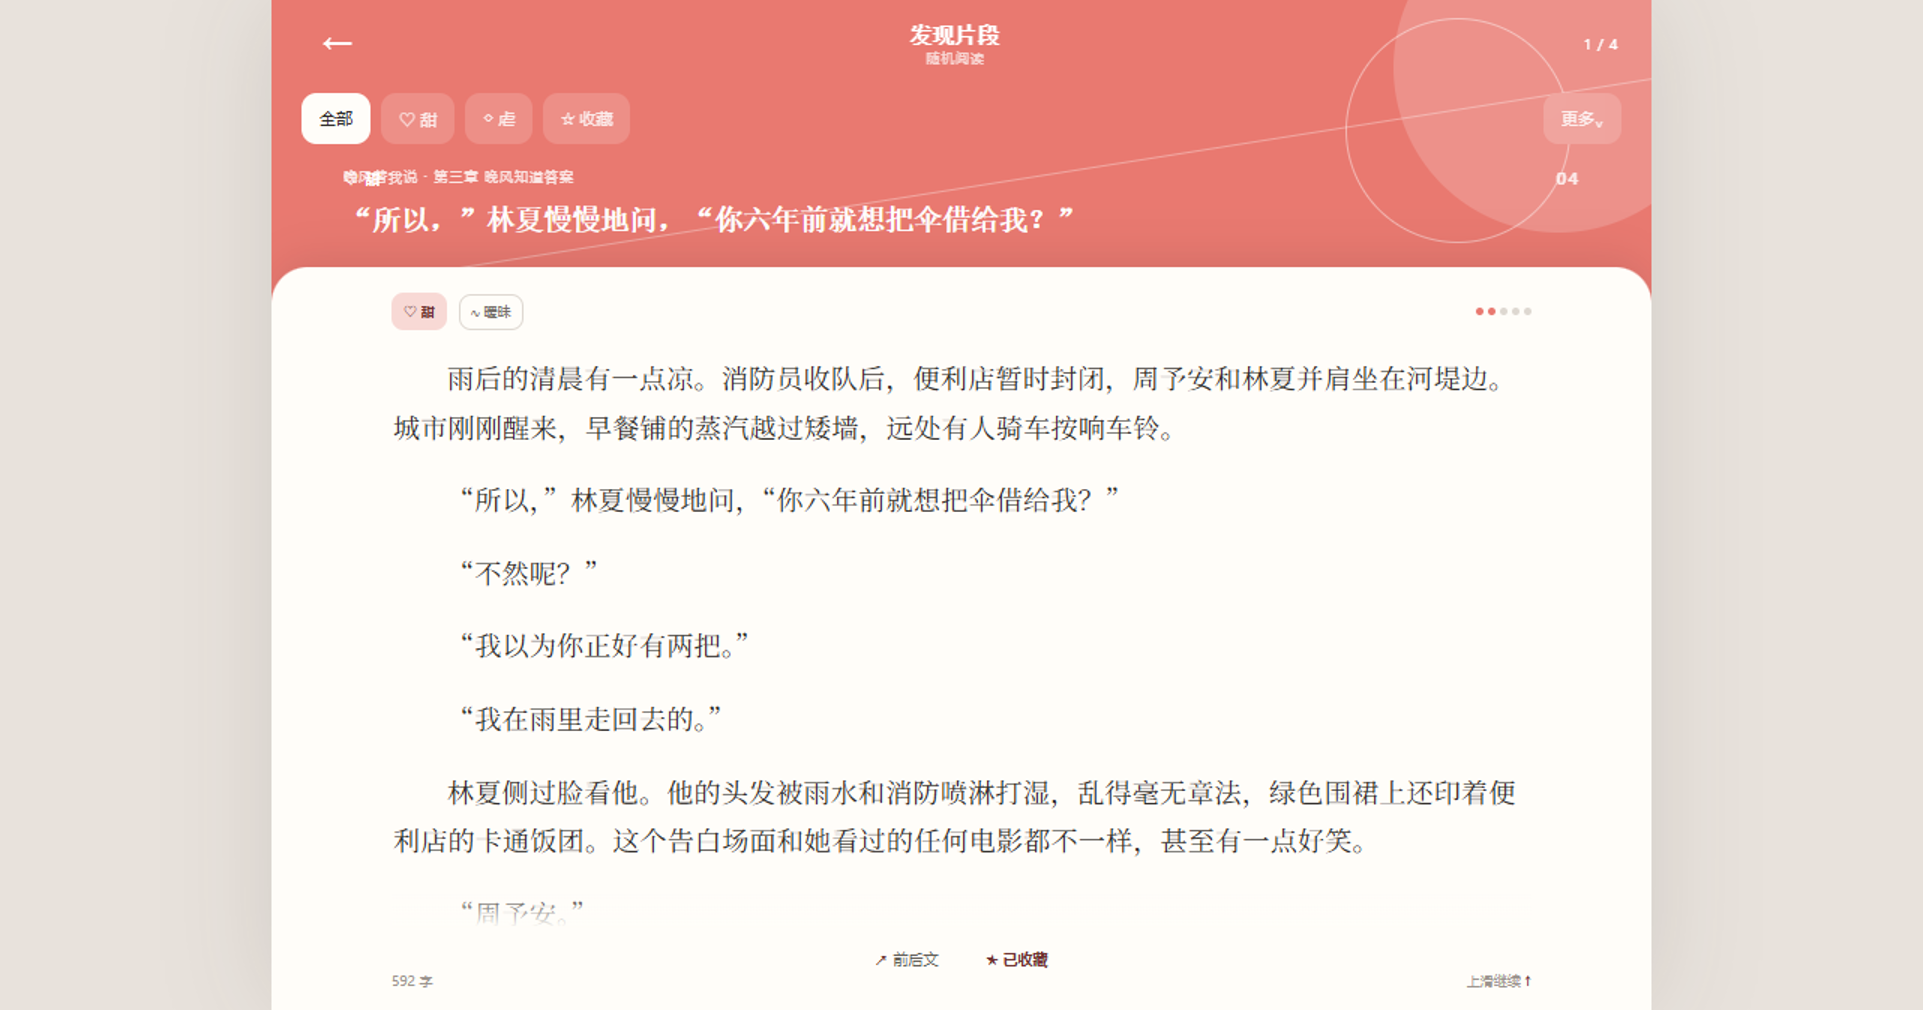 ←
发现片段
随机阅读
1 / 4
全部
♡ 甜
⋄ 虐
☆ 收藏
更多
晚风替我说 · 第三章 晚风知道答案
04
“所以，”林夏慢慢地问，“你六年前就想把伞借给我？”
♡ 甜
∿ 暧昧
雨后的清晨有一点凉。消防员收队后，便利店暂时封闭，周予安和林夏并肩坐在河堤边。
城市刚刚醒来，早餐铺的蒸汽越过矮墙，远处有人骑车按响车铃。
“所以，”林夏慢慢地问，“你六年前就想把伞借给我？”
“不然呢？”
“我以为你正好有两把。”
“我在雨里走回去的。”
林夏侧过脸看他。他的头发被雨水和消防喷淋打湿，乱得毫无章法，绿色围裙上还印着便
利店的卡通饭团。这个告白场面和她看过的任何电影都不一样，甚至有一点好笑。
“周予安。”
↗ 前后文
★ 已收藏
592 字
上滑继续 ↑